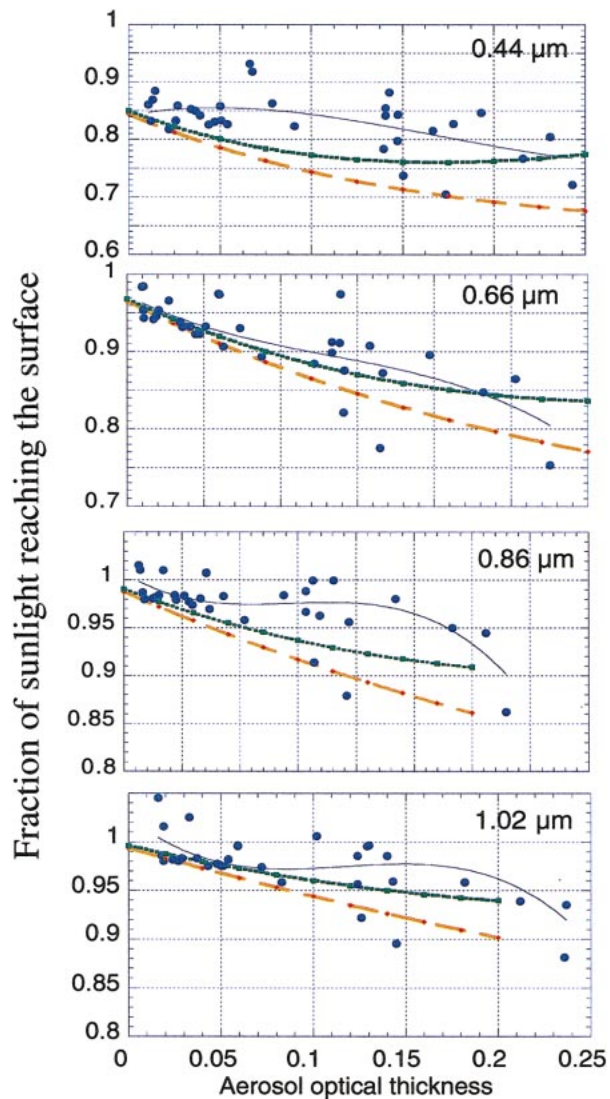 Fraction of sunlight reaching the surface
1
0.44 µm
0.9
0.8
0.7
0.6
1
0.66 µm
0.9
0.8
0.7
0.86 µm
1
0.95
0.9
0.85
0.8
1.02 µm
1
0.95
0.9
0.85
0.8
0 0.05 0.1 0.15 0.2 0.25
Aerosol optical thickness